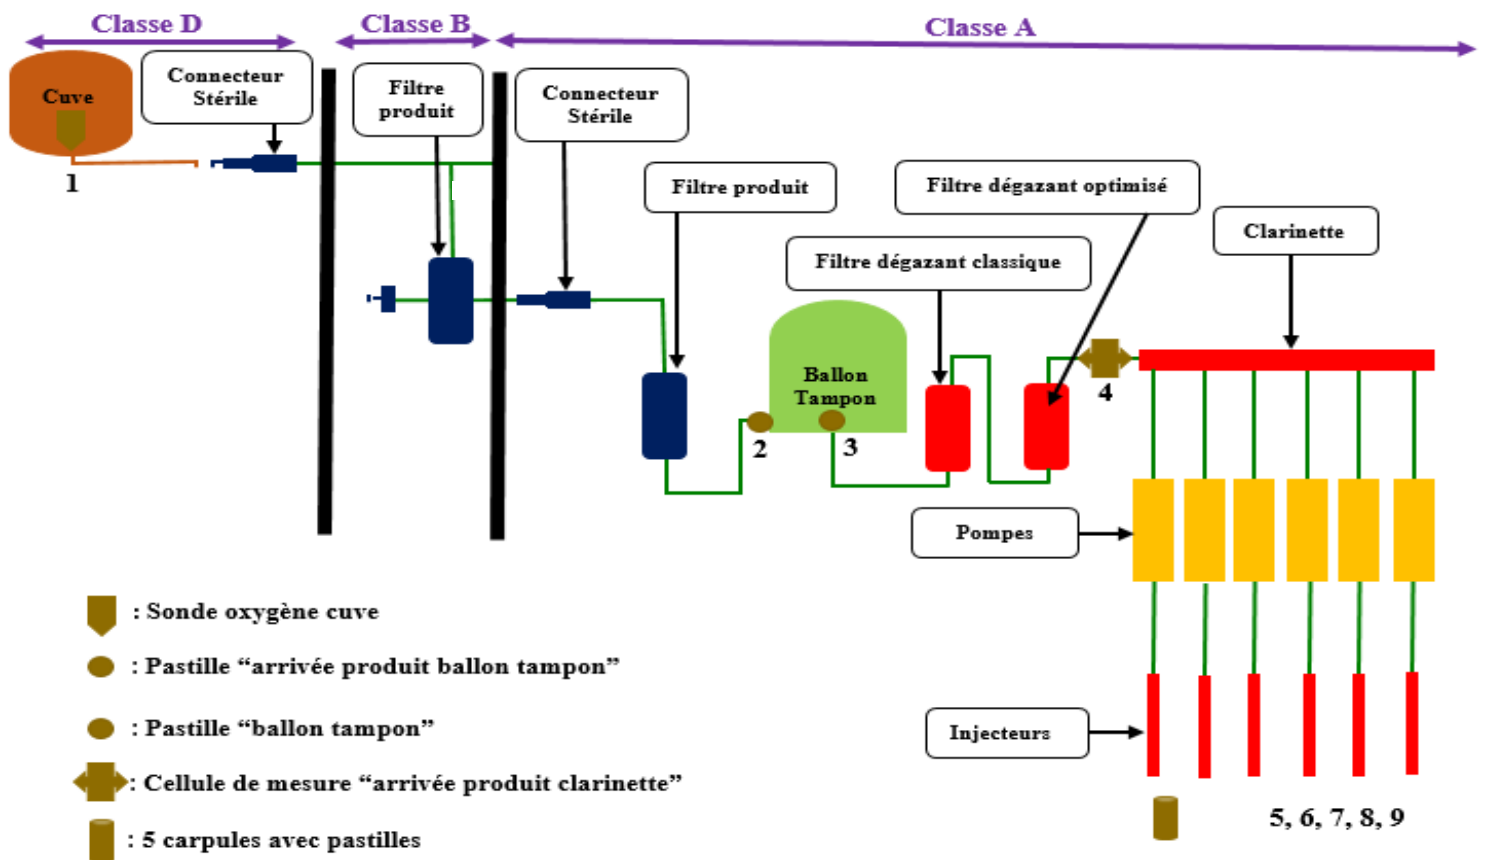 Classe D
Classe B
Classe A
Cuve
Connecteur
Stérile
Filtre
produit
Connecteur
Stérile
1
Filtre produit
Filtre dégazant optimisé
Clarinette
Filtre dégazant classique
Ballon
Tampon
2
3
4
Pompes
Injecteurs
5, 6, 7, 8, 9
: Sonde oxygène cuve
: Pastille “arrivée produit ballon tampon”
: Pastille “ballon tampon”
: Cellule de mesure “arrivée produit clarinette”
: 5 carpules avec pastilles